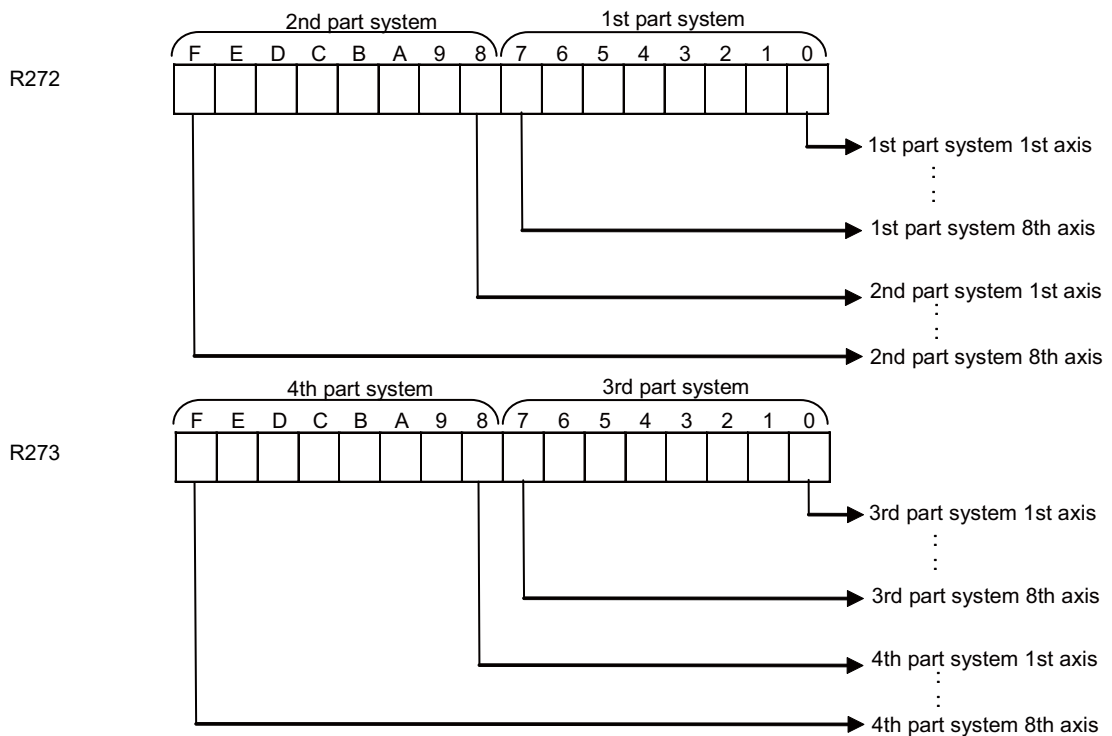 2nd part system 1st part system
F E D C B A 9 8 7 6 5 4 3 2 1 0
R272
1st part system 1st axis
1st part system 8th axis
2nd part system 1st axis
2nd part system 8th axis
4th part system 3rd part system
F E D C B A 9 8 7 6 5 4 3 2 1 0
R273
3rd part system 1st axis
3rd part system 8th axis
4th part system 1st axis
4th part system 8th axis